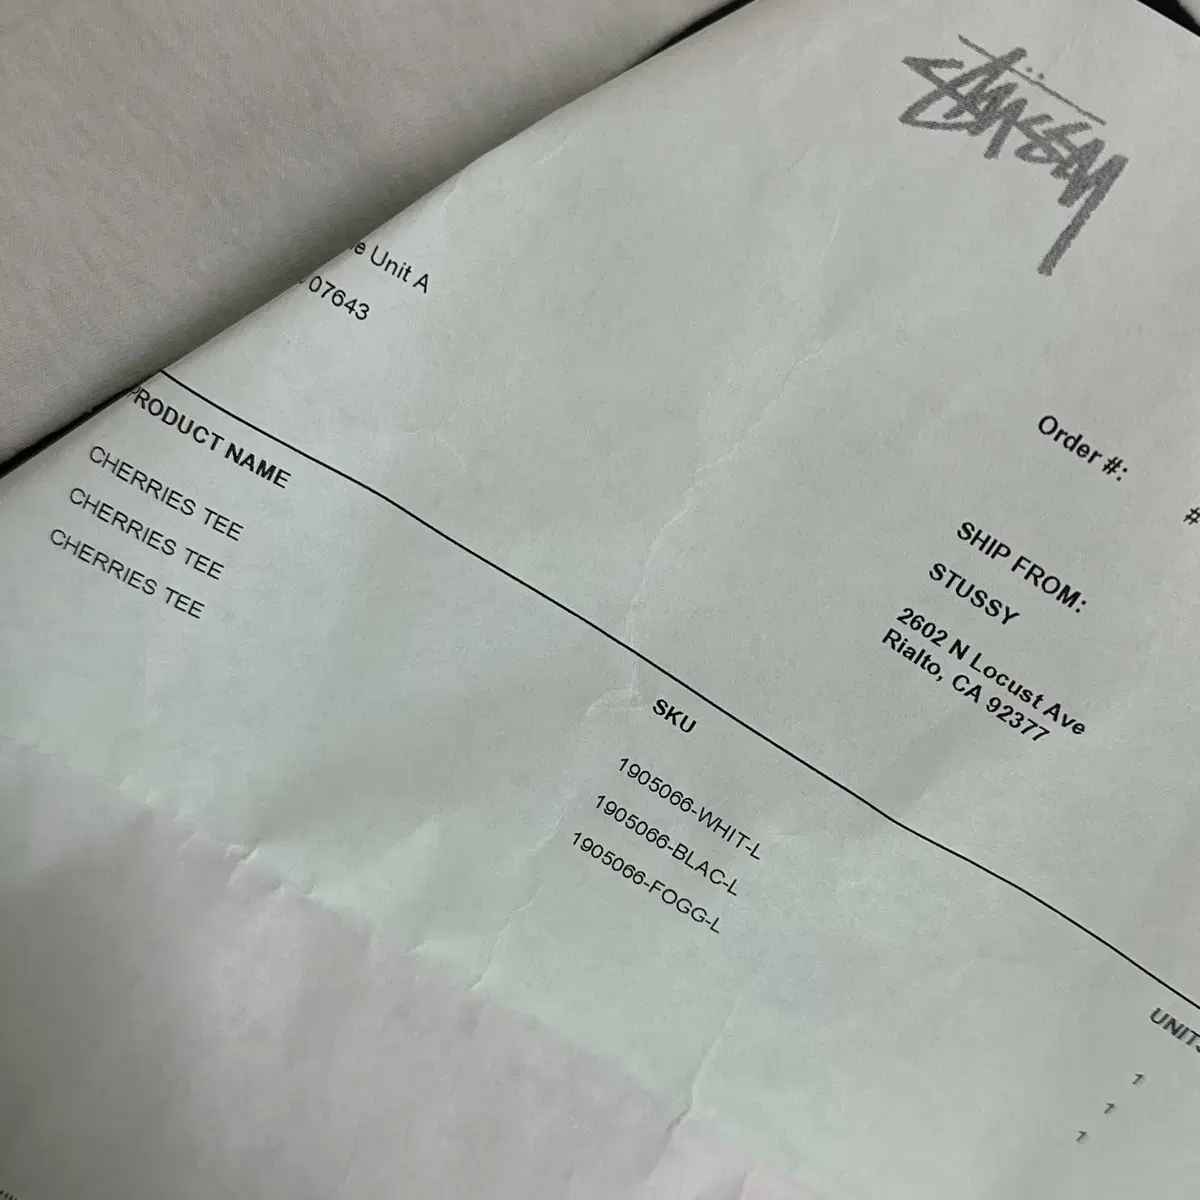 STÜSSY
e Unit A
07643
Order #:
#
SHIP FROM:
STUSSY
2602 N Locust Ave
Rialto, CA 92377
PRODUCT NAME
SKU
UNITS
CHERRIES TEE
1905066-WHIT-L
1
CHERRIES TEE
1905066-BLAC-L
1
CHERRIES TEE
1905066-FOGG-L
1